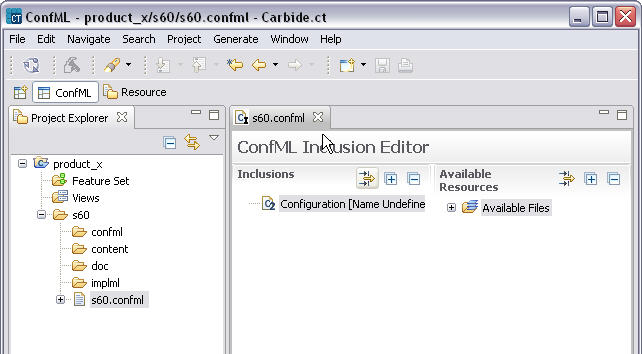 ConfML - product_x/s60/s60.confml - Carbide.ct
File Edit Navigate Search Project Generate Window Help
ConfML Resource
Project Explorer
s60.confml
ConfML Inclusion Editor
Inclusions
Available Resources
Configuration [Name Undefine
Available Files
product_x
Feature Set
Views
s60
confml
content
doc
implml
s60.confml